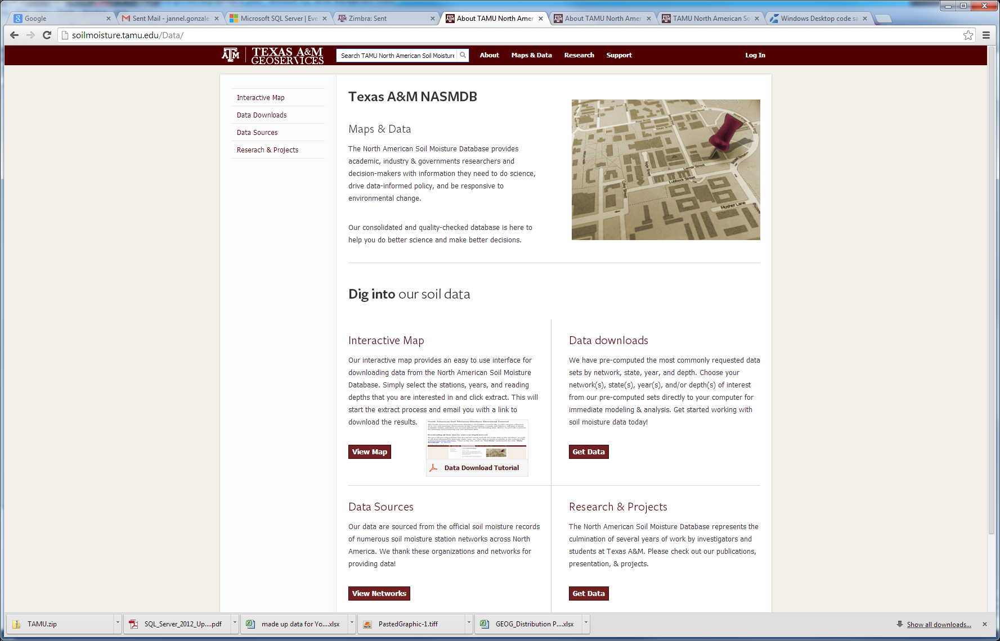 Google
Sent Mail - jannel.gonzale
Microsoft SQL Server | Eve
Zimbra: Sent
About TAMU North Amer
About TAMU North Amer
TAMU North American So
Windows Desktop code sa
soilmoisture.tamu.edu/Data/
TEXAS A&M
GEOSERVICES
Search TAMU North American Soil Moisture
About
Maps & Data
Research
Support
Log In
Interactive Map
Data Downloads
Data Sources
Reserach & Projects
Texas A&M NASMDB
Maps & Data
The North American Soil Moisture Database provides
academic, industry & governments researchers and
decision-makers with information they need to do science,
drive data-informed policy, and be responsive to
environmental change.
Our consolidated and quality-checked database is here to
help you do better science and make better decisions.
Lamar Street
Lubbock Street
Mosher Lane
Dig into our soil data
Interactive Map
Our interactive map provides an easy to use interface for
downloading data from the North American Soil Moisture
Database. Simply select the stations, years, and reading
depths that you are interested in and click extract. This will
start the extract process and email you with a link to
download the results.
View Map
North American Soil Moisture Database Download Tutorial
Data Download Tutorial
Data downloads
We have pre-computed the most commonly requested data
sets by network, state, year, and depth. Choose your
network(s), state(s), year(s), and/or depth(s) of interest
from our pre-computed sets directly to your computer for
immediate modeling & analysis. Get started working with
soil moisture data today!
Get Data
Data Sources
Our data are sourced from the official soil moisture records
of numerous soil moisture station networks across North
America. We thank these organizations and networks for
providing data!
View Networks
Research & Projects
The North American Soil Moisture Database represents the
culmination of several years of work by investigators and
students at Texas A&M. Please check out our publications,
presentation, & projects.
Get Data
TAMU.zip
SQL_Server_2012_Up....pdf
made up data for Yo....xlsx
PastedGraphic-1.tiff
GEOG_Distribution P....xlsx
Show all downloads...